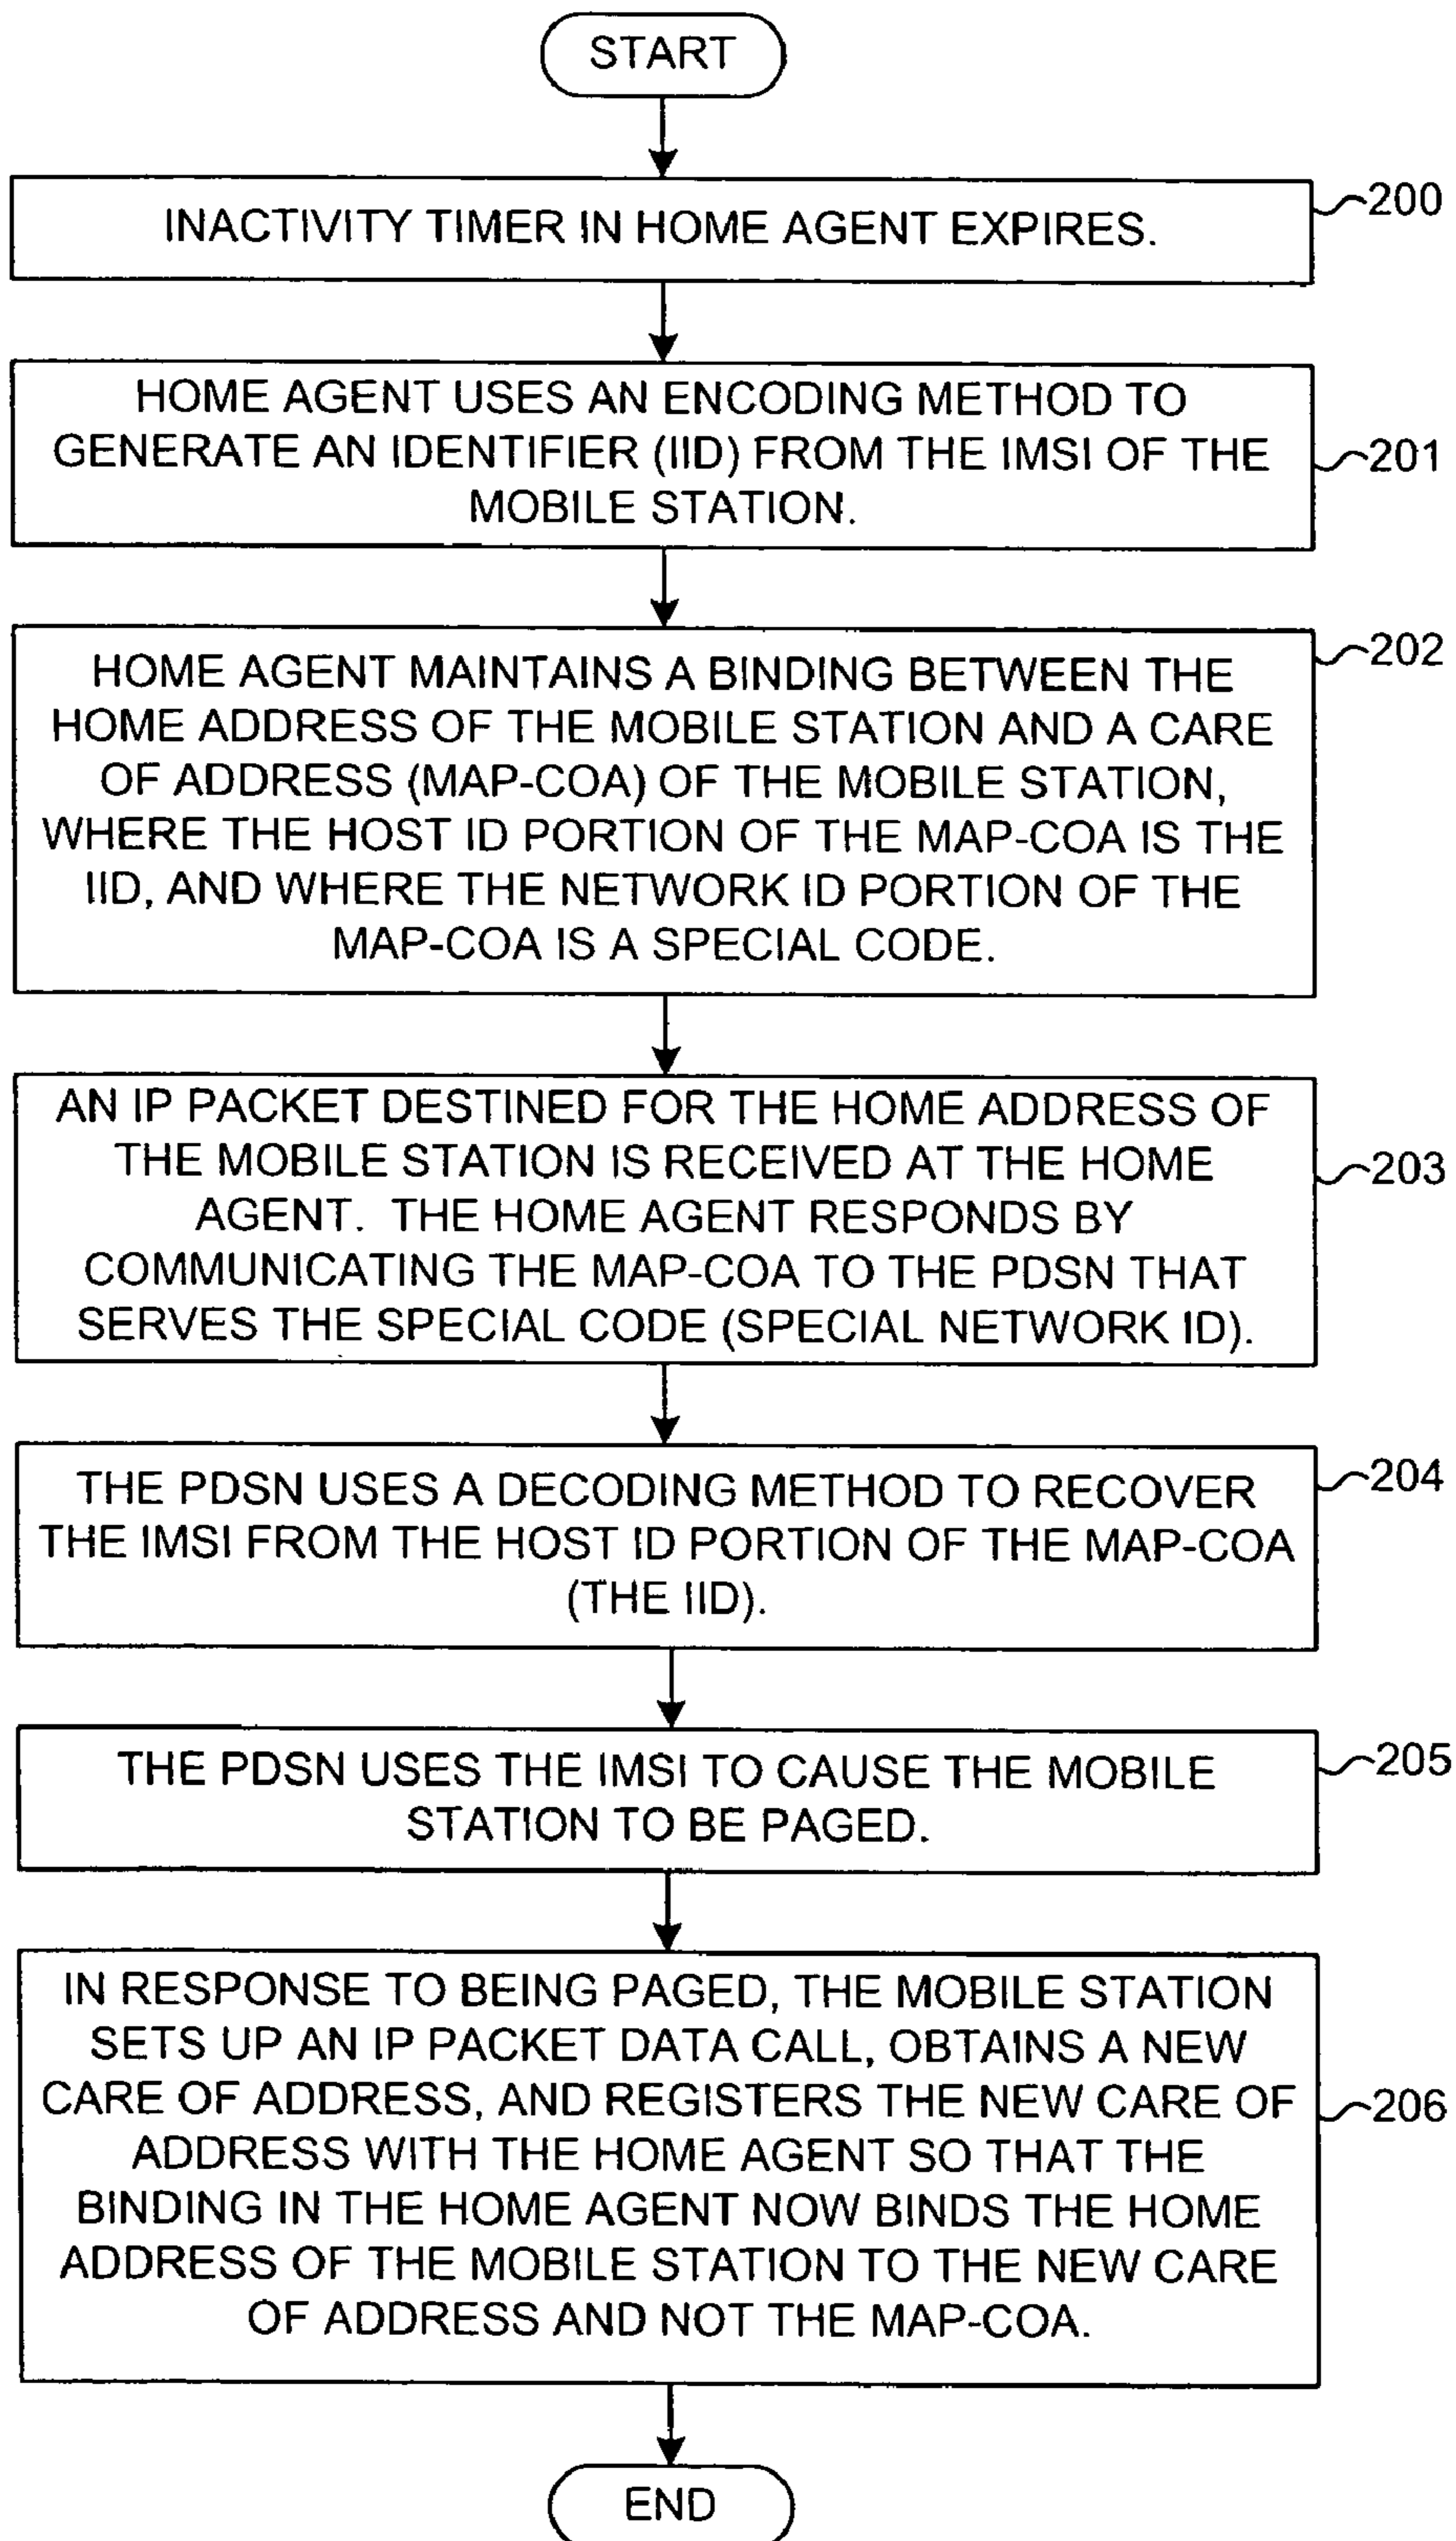 START
INACTIVITY TIMER IN HOME AGENT EXPIRES.
200
HOME AGENT USES AN ENCODING METHOD TO
GENERATE AN IDENTIFIER (IID) FROM THE IMSI OF THE
MOBILE STATION.
201
HOME AGENT MAINTAINS A BINDING BETWEEN THE
HOME ADDRESS OF THE MOBILE STATION AND A CARE
OF ADDRESS (MAP-COA) OF THE MOBILE STATION,
WHERE THE HOST ID PORTION OF THE MAP-COA IS THE
IID, AND WHERE THE NETWORK ID PORTION OF THE
MAP-COA IS A SPECIAL CODE.
202
AN IP PACKET DESTINED FOR THE HOME ADDRESS OF
THE MOBILE STATION IS RECEIVED AT THE HOME
AGENT. THE HOME AGENT RESPONDS BY
COMMUNICATING THE MAP-COA TO THE PDSN THAT
SERVES THE SPECIAL CODE (SPECIAL NETWORK ID).
203
THE PDSN USES A DECODING METHOD TO RECOVER
THE IMSI FROM THE HOST ID PORTION OF THE MAP-COA
(THE IID).
204
THE PDSN USES THE IMSI TO CAUSE THE MOBILE
STATION TO BE PAGED.
205
IN RESPONSE TO BEING PAGED, THE MOBILE STATION
SETS UP AN IP PACKET DATA CALL, OBTAINS A NEW
CARE OF ADDRESS, AND REGISTERS THE NEW CARE OF
ADDRESS WITH THE HOME AGENT SO THAT THE
BINDING IN THE HOME AGENT NOW BINDS THE HOME
ADDRESS OF THE MOBILE STATION TO THE NEW CARE
OF ADDRESS AND NOT THE MAP-COA.
206
END